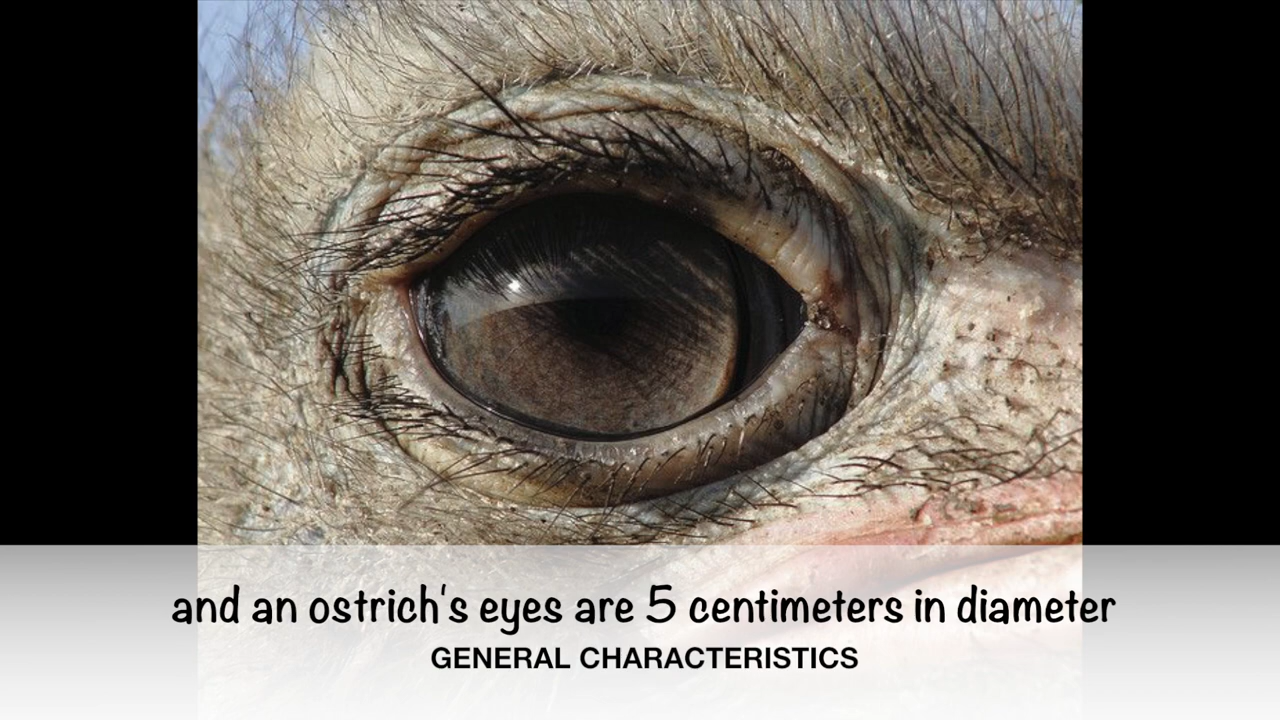 and an ostrich's eyes are 5 centimeters in diameter
GENERAL CHARACTERISTICS